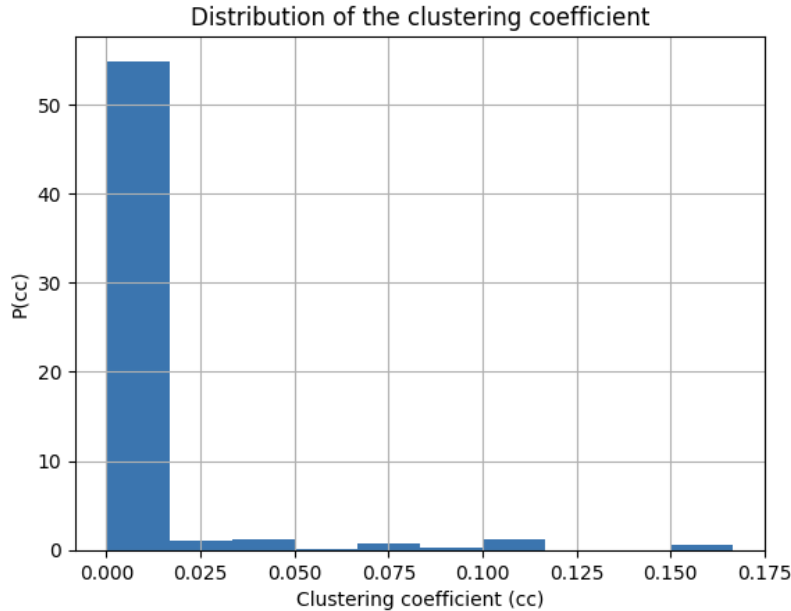 Distribution of the clustering coefficient
P(cc)
50
40
30
20
10
0
0.000 0.025 0.050 0.075 0.100 0.125 0.150 0.175
Clustering coefficient (cc)